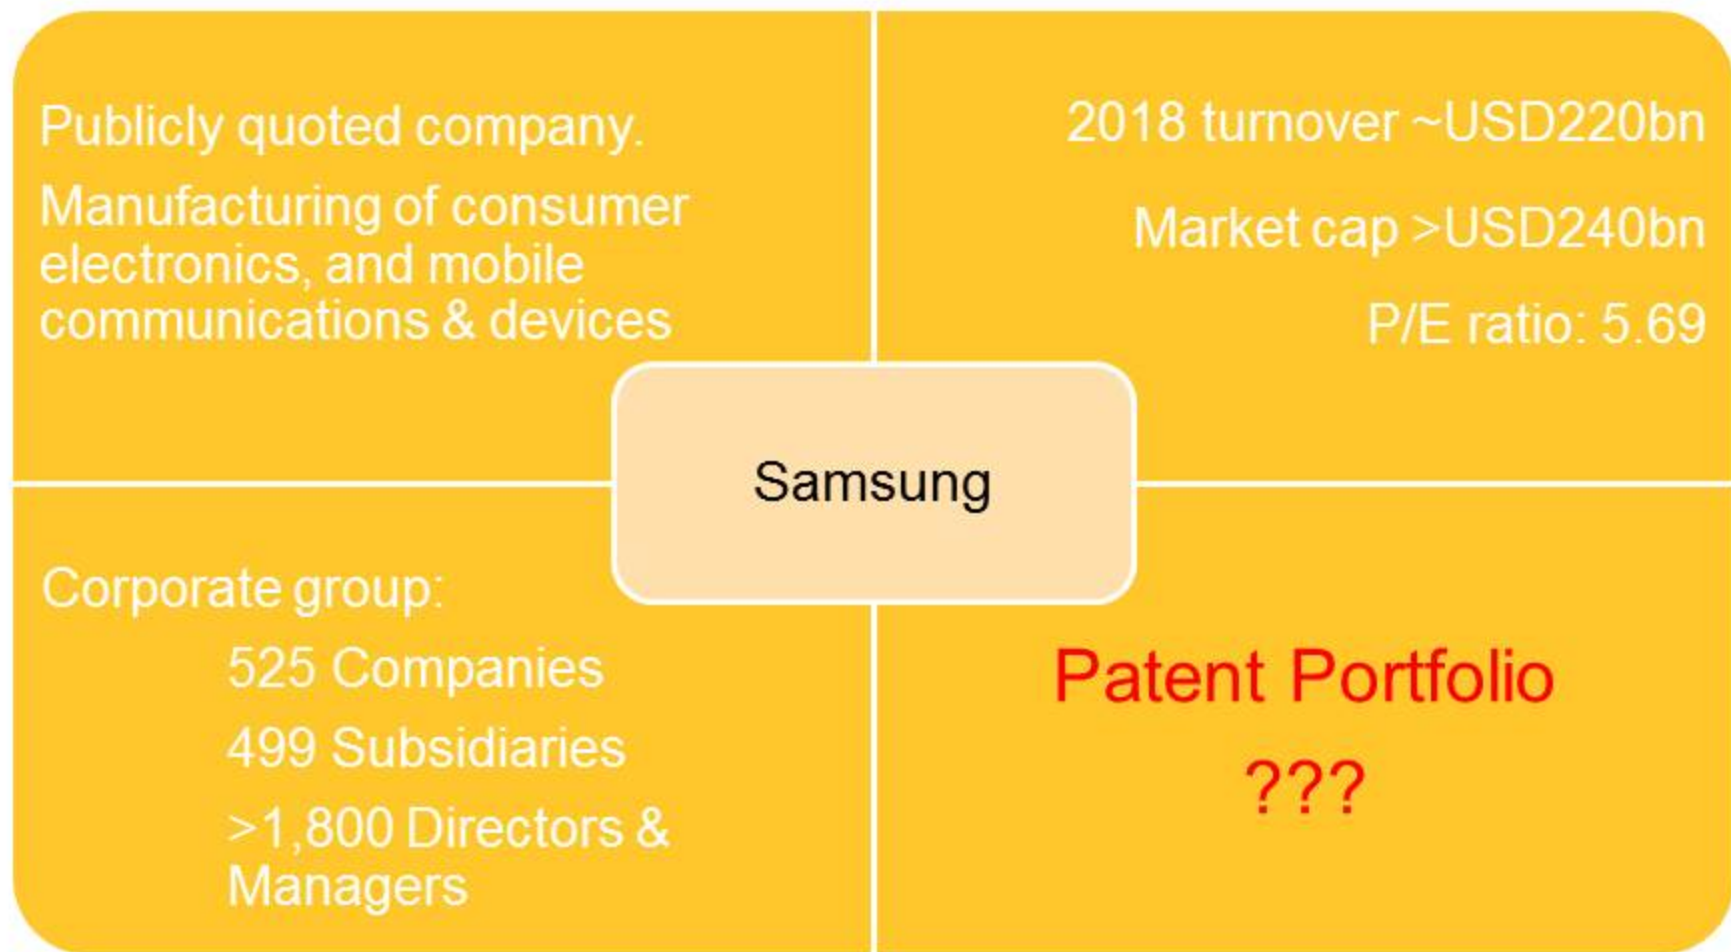 Publicly quoted company.
Manufacturing of consumer
electronics, and mobile
communications & devices
2018 turnover ~USD220bn
Market cap >USD240bn
P/E ratio: 5.69
Samsung
Corporate group:
525 Companies
499 Subsidiaries
>1,800 Directors &
Managers
Patent Portfolio
???